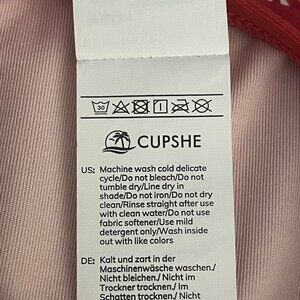 30
CUPSHE
US: Machine wash cold delicate
cycle/Do not bleach/Do not
tumble dry/Line dry in
shade/Do not iron/Do not dry
clean/Rinse straight after use
with clean water/Do not use
fabric softener/Use mild
detergent only/Wash inside
out with like colors
DE: Kalt und zart in der
Maschinenwäsche waschen./
Nicht bleichen./ Nicht im
Trockner trocknen./ Im
Schatten trocknen./ Nicht